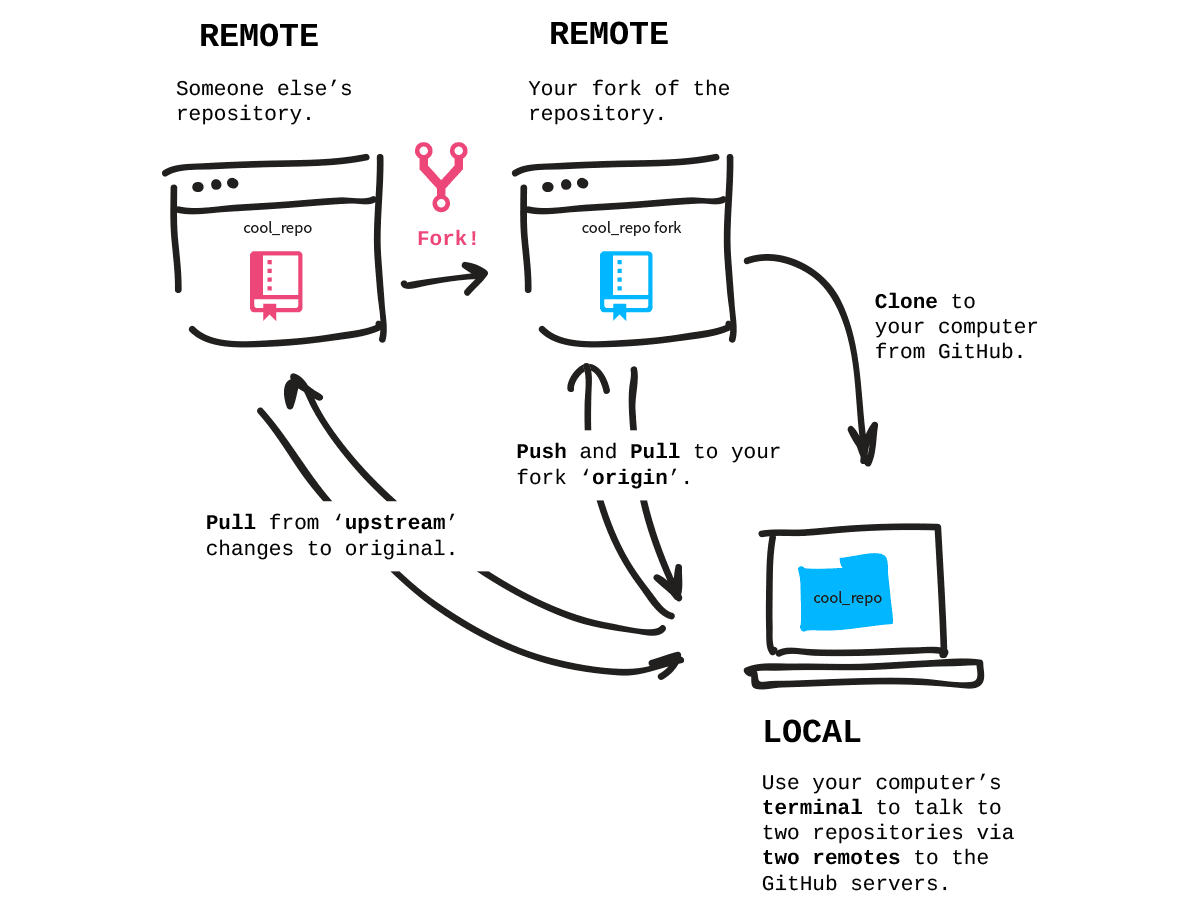 REMOTE
Someone else’s
repository.
REMOTE
Your fork of the
repository.
cool_repo
Fork!
cool_repo fork
Clone to
your computer
from GitHub.
Push and Pull to your
fork ‘origin’.
Pull from ‘upstream’
changes to original.
cool_repo
LOCAL
Use your computer’s
terminal to talk to
two repositories via
two remotes to the
GitHub servers.